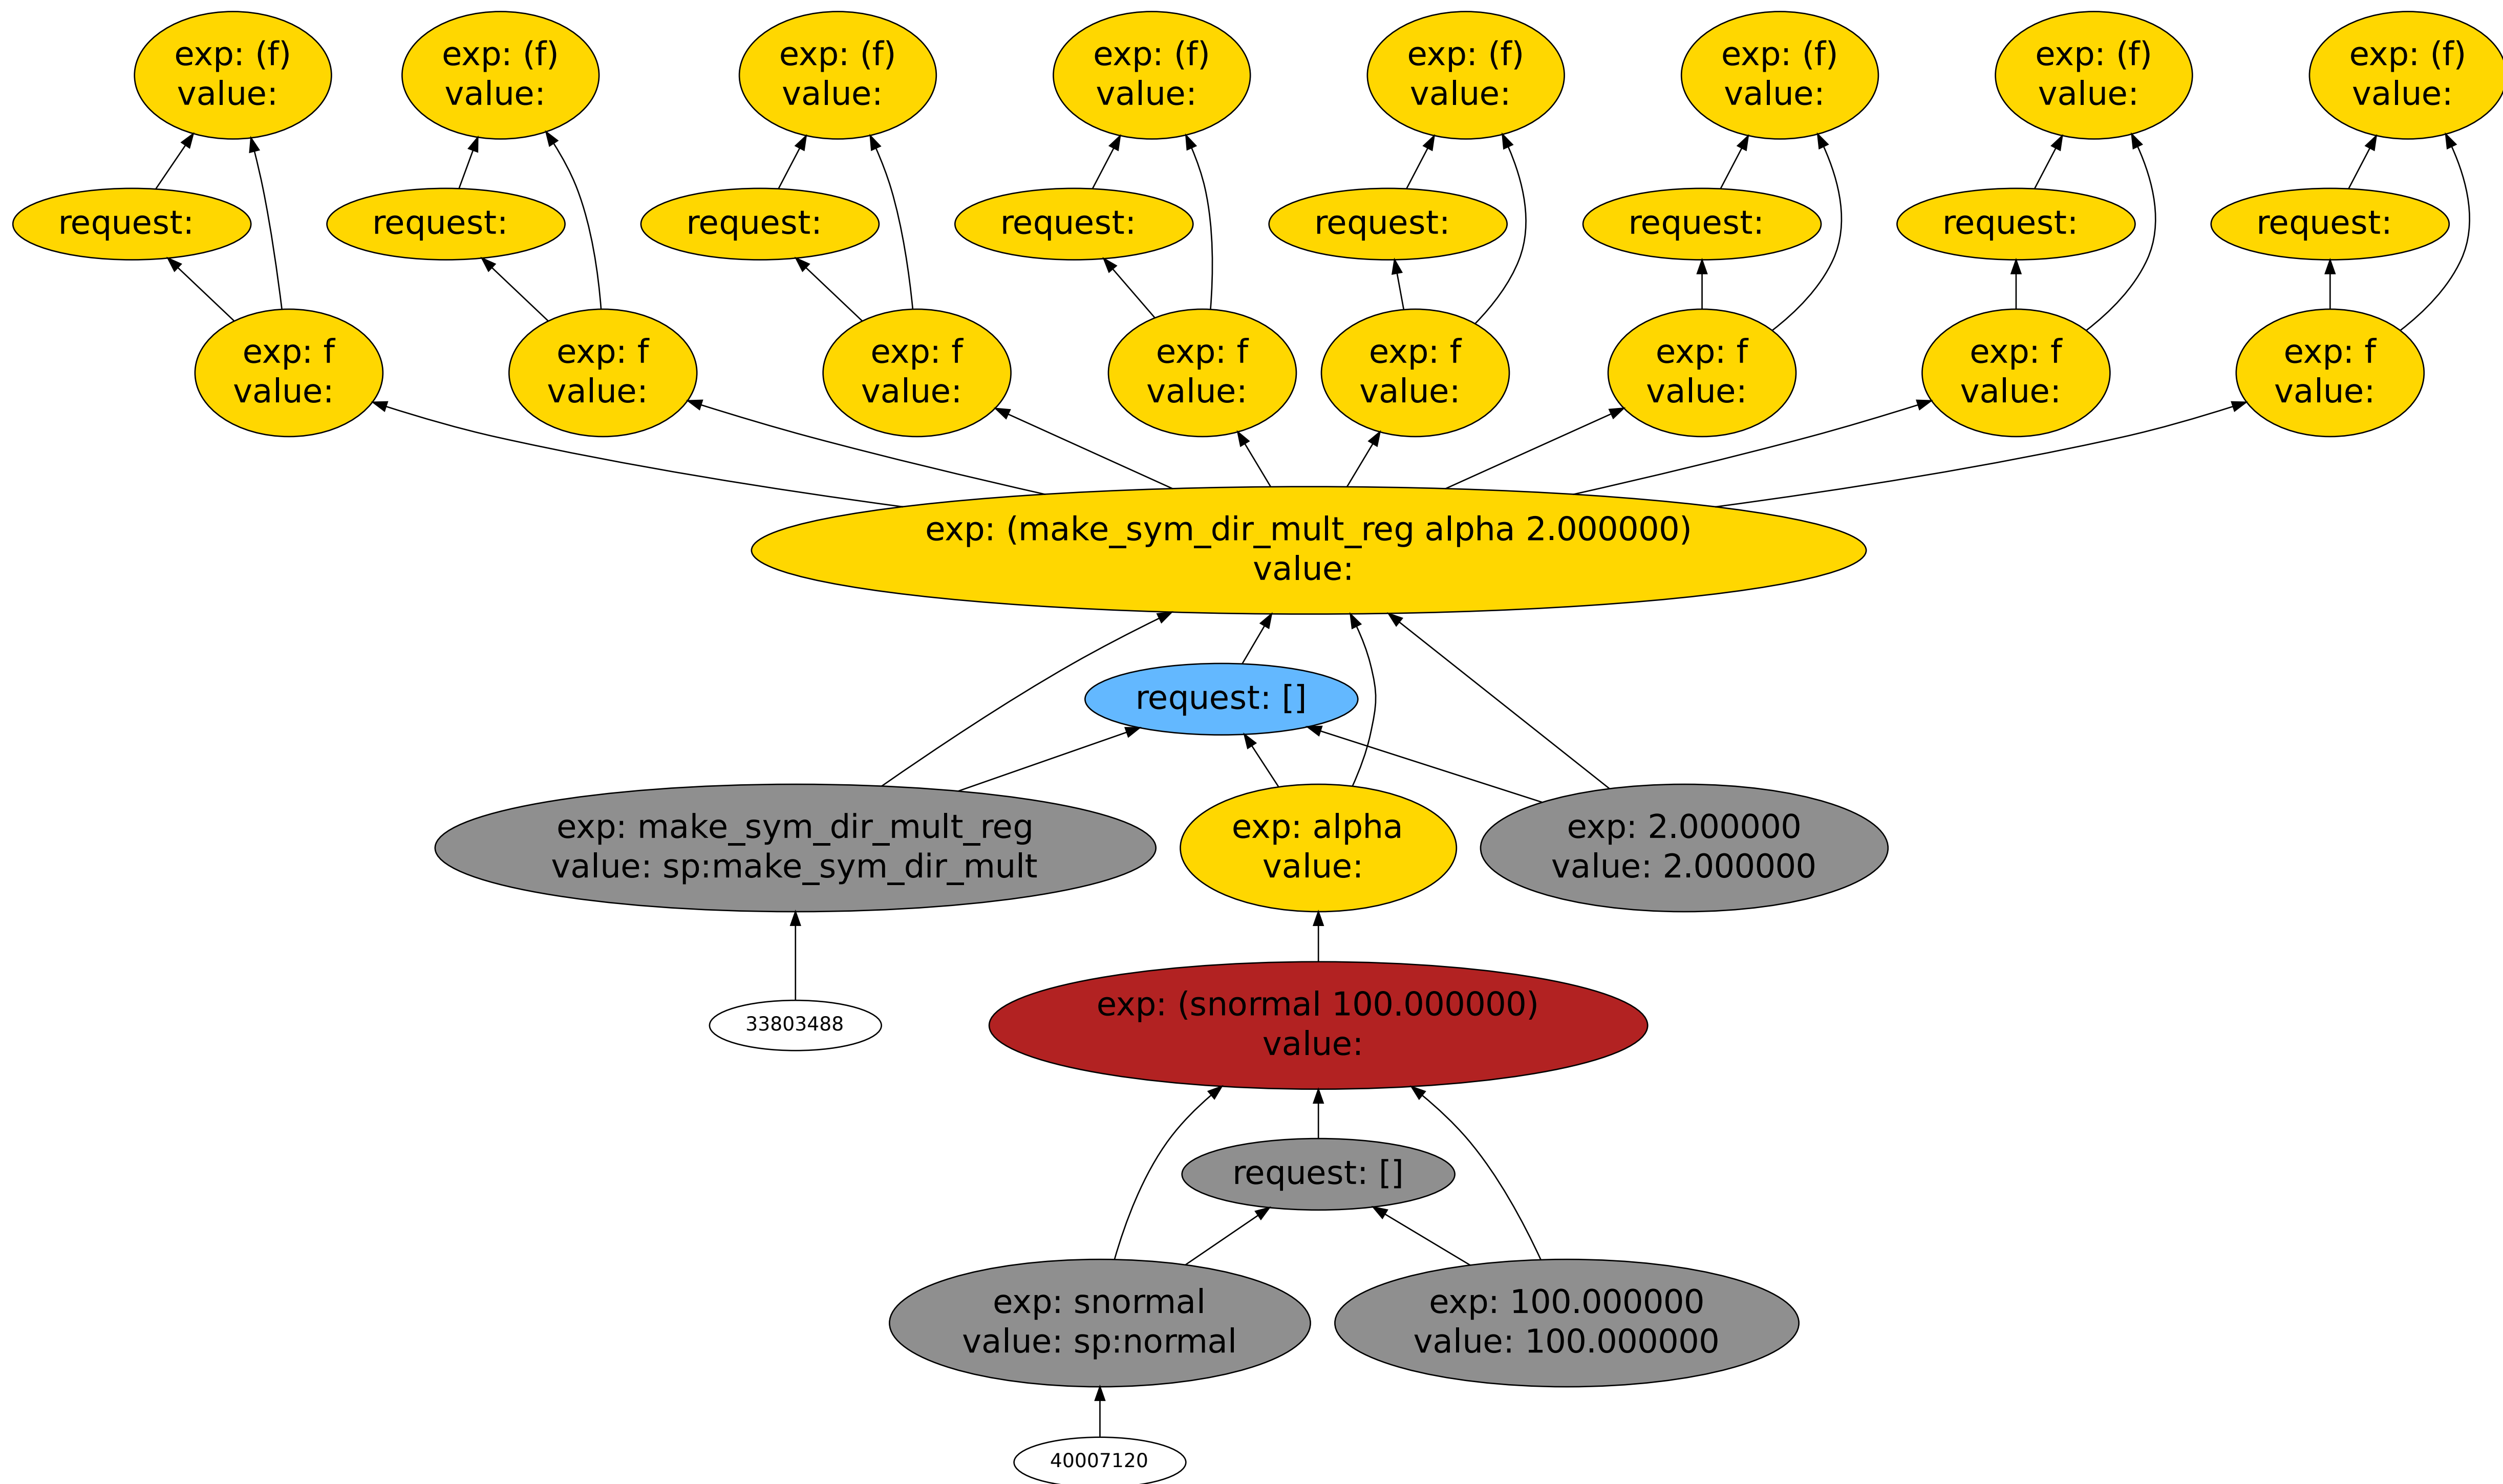 exp: (f)
value:
exp: (f)
value:
exp: (f)
value:
exp: (f)
value:
exp: (f)
value:
exp: (f)
value:
exp: (f)
value:
exp: (f)
value:
request:
request:
request:
request:
request:
request:
request:
request:
exp: f
value:
exp: f
value:
exp: f
value:
exp: f
value:
exp: f
value:
exp: f
value:
exp: f
value:
exp: f
value:
exp: (make_sym_dir_mult_reg alpha 2.000000)
value:
request: []
exp: make_sym_dir_mult_reg
value: sp:make_sym_dir_mult
exp: alpha
value:
exp: 2.000000
value: 2.000000
33803488
exp: (snormal 100.000000)
value:
request: []
exp: snormal
value: sp:normal
exp: 100.000000
value: 100.000000
40007120